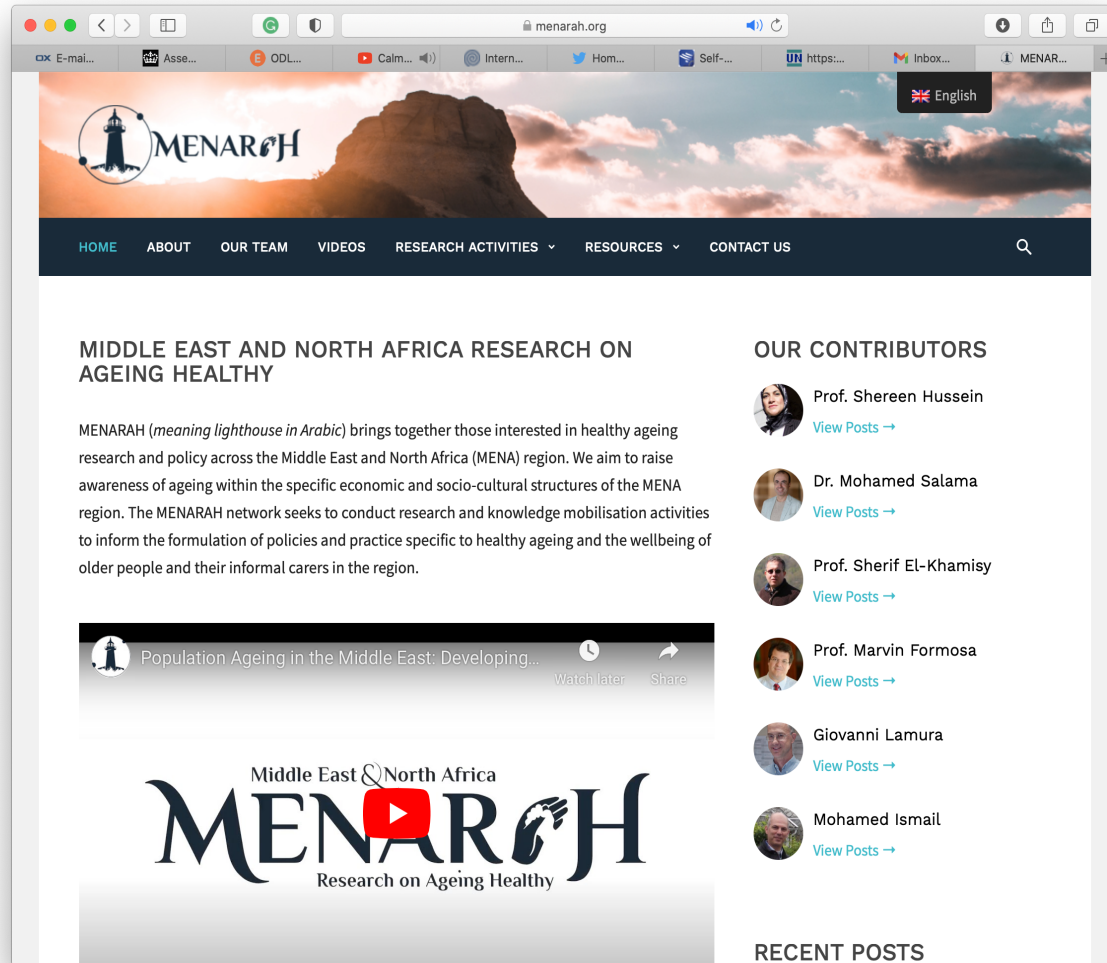 menarah.org
E-mai...
Asse...
ODL...
Calm...
Intern...
Hom...
Self-...
UN https:...
Inbox...
MENAR...
English
MENARAH
HOME ABOUT OUR TEAM VIDEOS RESEARCH ACTIVITIES RESOURCES CONTACT US
MIDDLE EAST AND NORTH AFRICA RESEARCH ON
AGEING HEALTHY
MENARAH (meaning lighthouse in Arabic) brings together those interested in healthy ageing
research and policy across the Middle East and North Africa (MENA) region. We aim to raise
awareness of ageing within the specific economic and socio-cultural structures of the MENA
region. The MENARAH network seeks to conduct research and knowledge mobilisation activities
to inform the formulation of policies and practice specific to healthy ageing and the wellbeing of
older people and their informal carers in the region.
Population Ageing in the Middle East: Developing...
Watch later Share
Middle East & North Africa
MENARAH
Research on Ageing Healthy
OUR CONTRIBUTORS
Prof. Shereen Hussein
View Posts →
Dr. Mohamed Salama
View Posts →
Prof. Sherif El-Khamisy
View Posts →
Prof. Marvin Formosa
View Posts →
Giovanni Lamura
View Posts →
Mohamed Ismail
View Posts →
RECENT POSTS